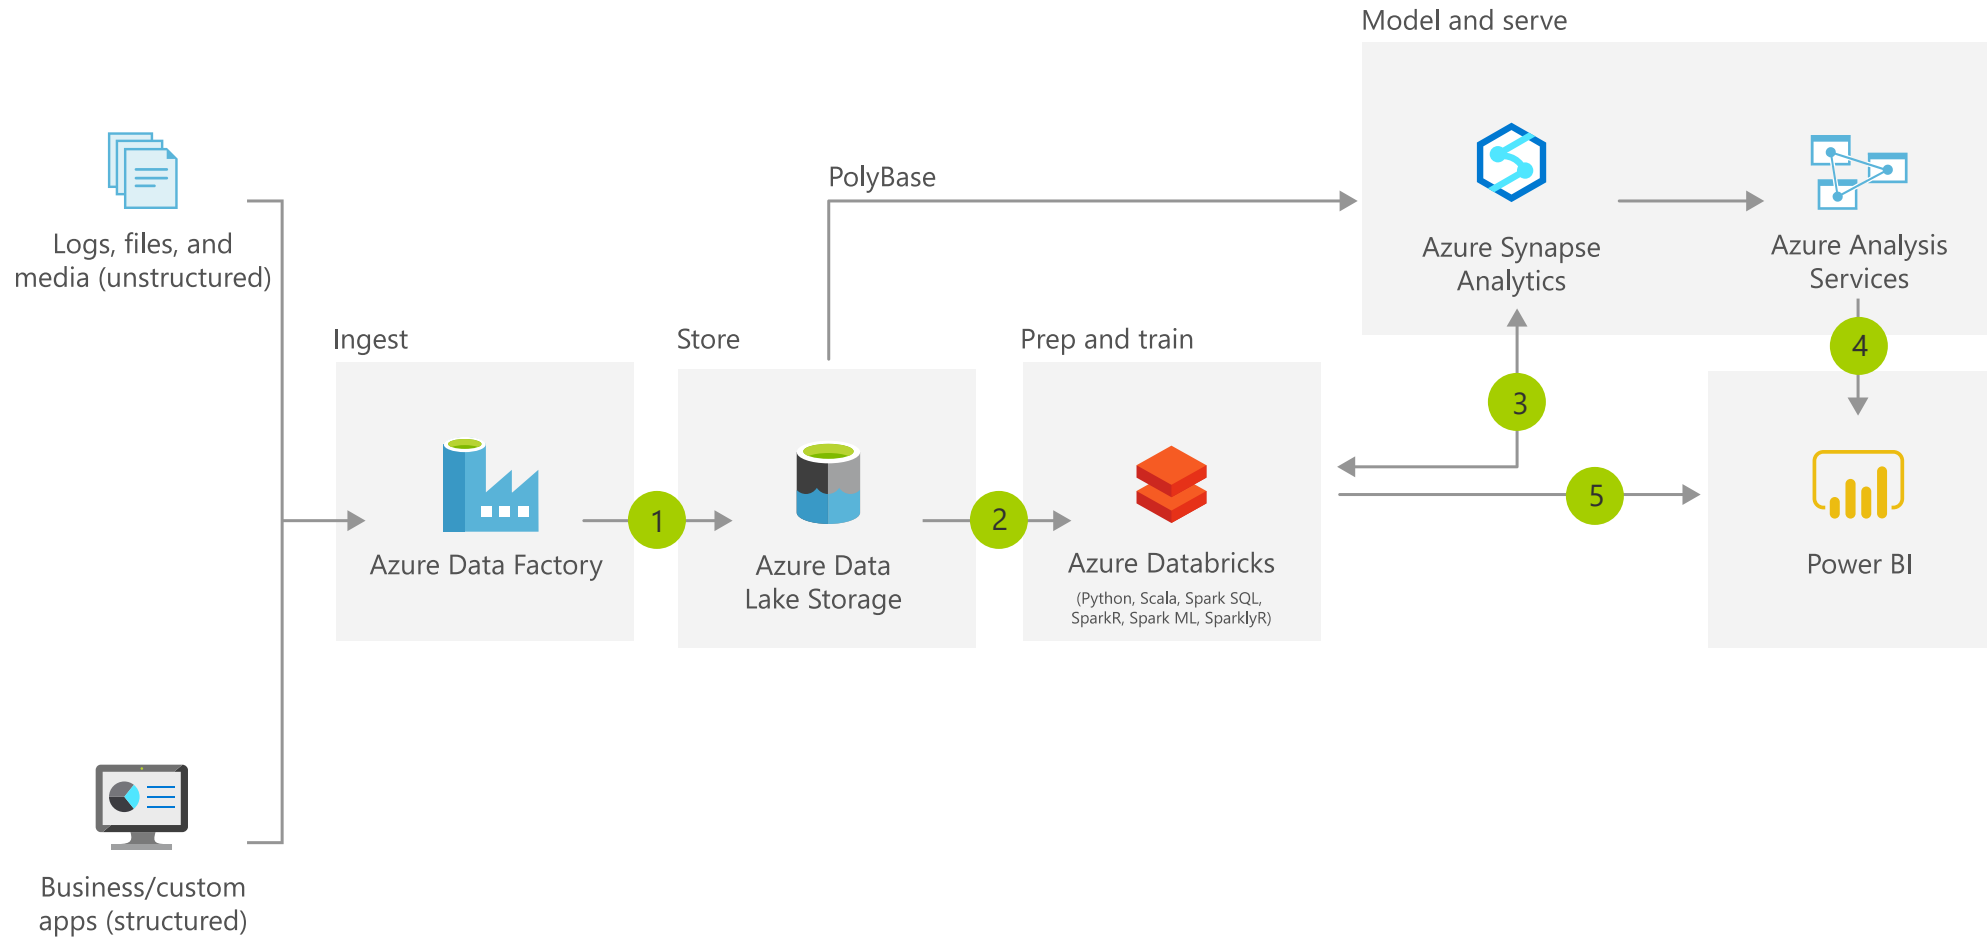 Model and serve
Logs, files, and
media (unstructured)
PolyBase
Azure Synapse
Analytics
Azure Analysis
Services
Ingest
Store
Prep and train
4
3
5
1
2
Azure Data Factory
Azure Data
Lake Storage
Azure Databricks
(Python, Scala, Spark SQL,
SparkR, Spark ML, SparklyR)
Power BI
Business/custom
apps (structured)